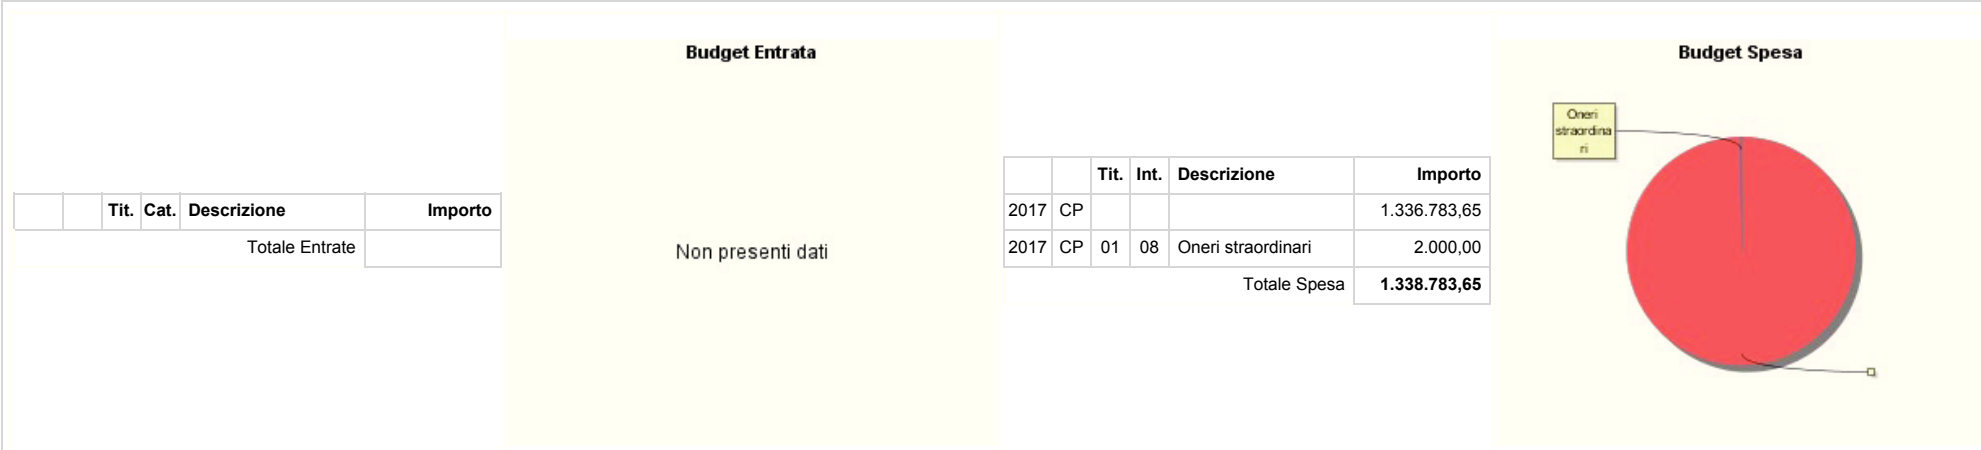 Tit. Cat. Descrizione Importo
Totale Entrate
Budget Entrata
Non presenti dati
Tit. Int. Descrizione Importo
2017 CP 1.336.783,65
2017 CP 01 08 Oneri straordinari 2.000,00
Totale Spesa 1.338.783,65
Budget Spesa
Oneri
straordina
ri